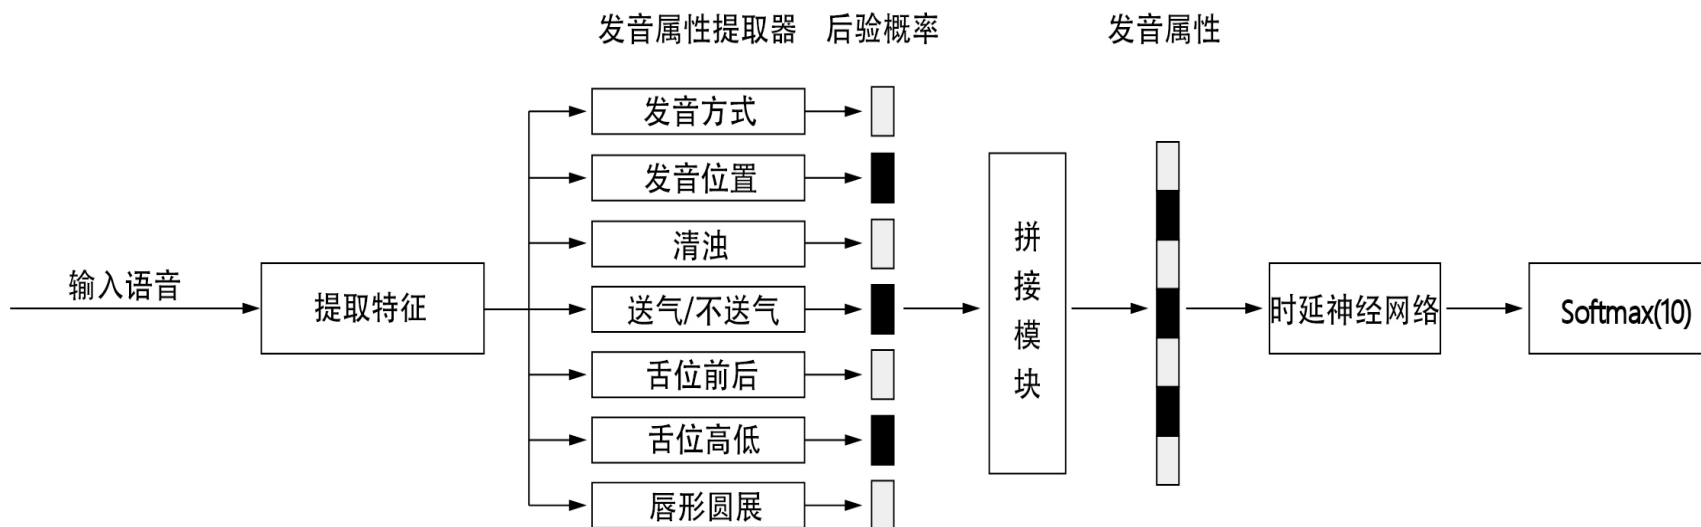 发音属性提取器 后验概率 发音属性
发音方式
发音位置
清浊
输入语音
提取特征
送气/不送气
舌位前后
舌位高低
唇形圆展
拼接模块
时延神经网络
Softmax(10)